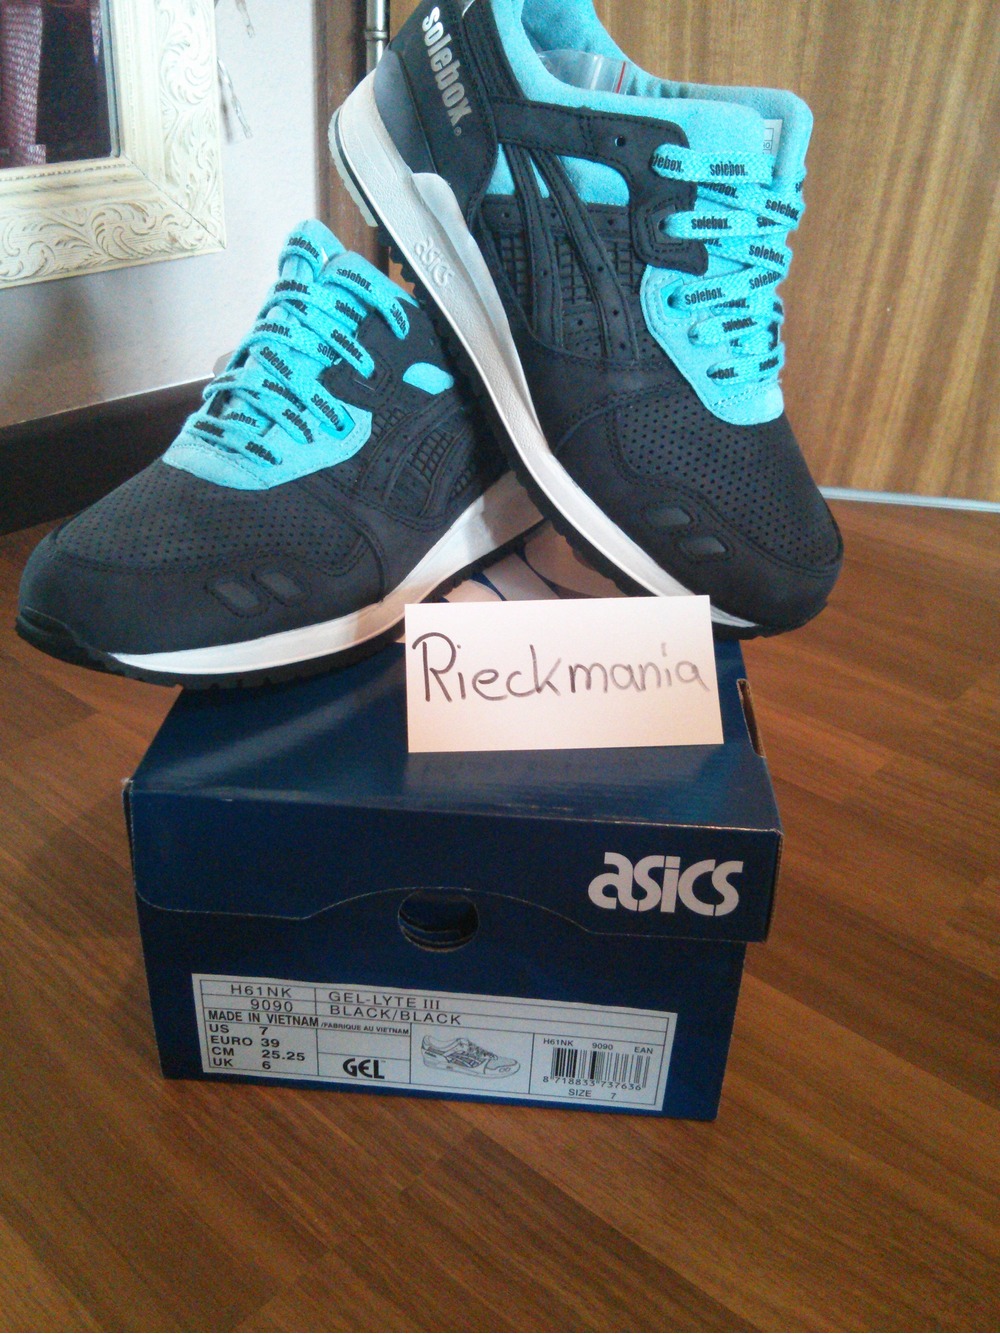 solebox.®
asics
solebox. solebox. solebox. solebox.
solebox. solebox. solebox. solebox.
Rieckmania
asics
H61NK GEL-LYTE III
9090 BLACK/BLACK
MADE IN VIETNAM /FABRIQUE AU VIETNAM
US 7
EURO 39
CM 25.25
UK 6
GEL
H61NK 9090 EAN
8 718833 737636
SIZE 7